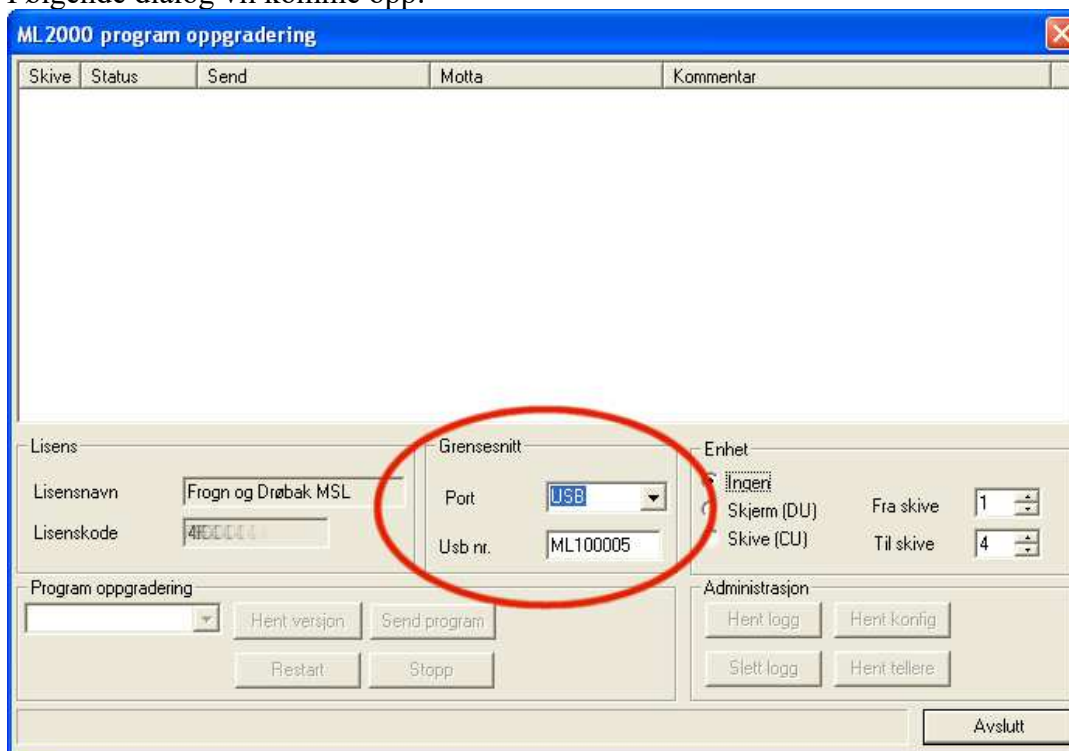 Følgende dialog vil komme opp:
ML2000 program oppgradering
Skive Status Send Motta Kommentar
Lisens
Lisensnavn Frogn og Drøbak MSL
Lisenskode
Grensesnitt
Port USB
Usb nr. ML100005
Enhet
Ingen
Skjerm (DU) Fra skive 1
Skive (CU) Til skive 4
Program oppgradering
Hent versjon Send program
Restart Stopp
Administrasjon
Hent logg Hent konfig
Slett logg Hent tellere
Avslutt